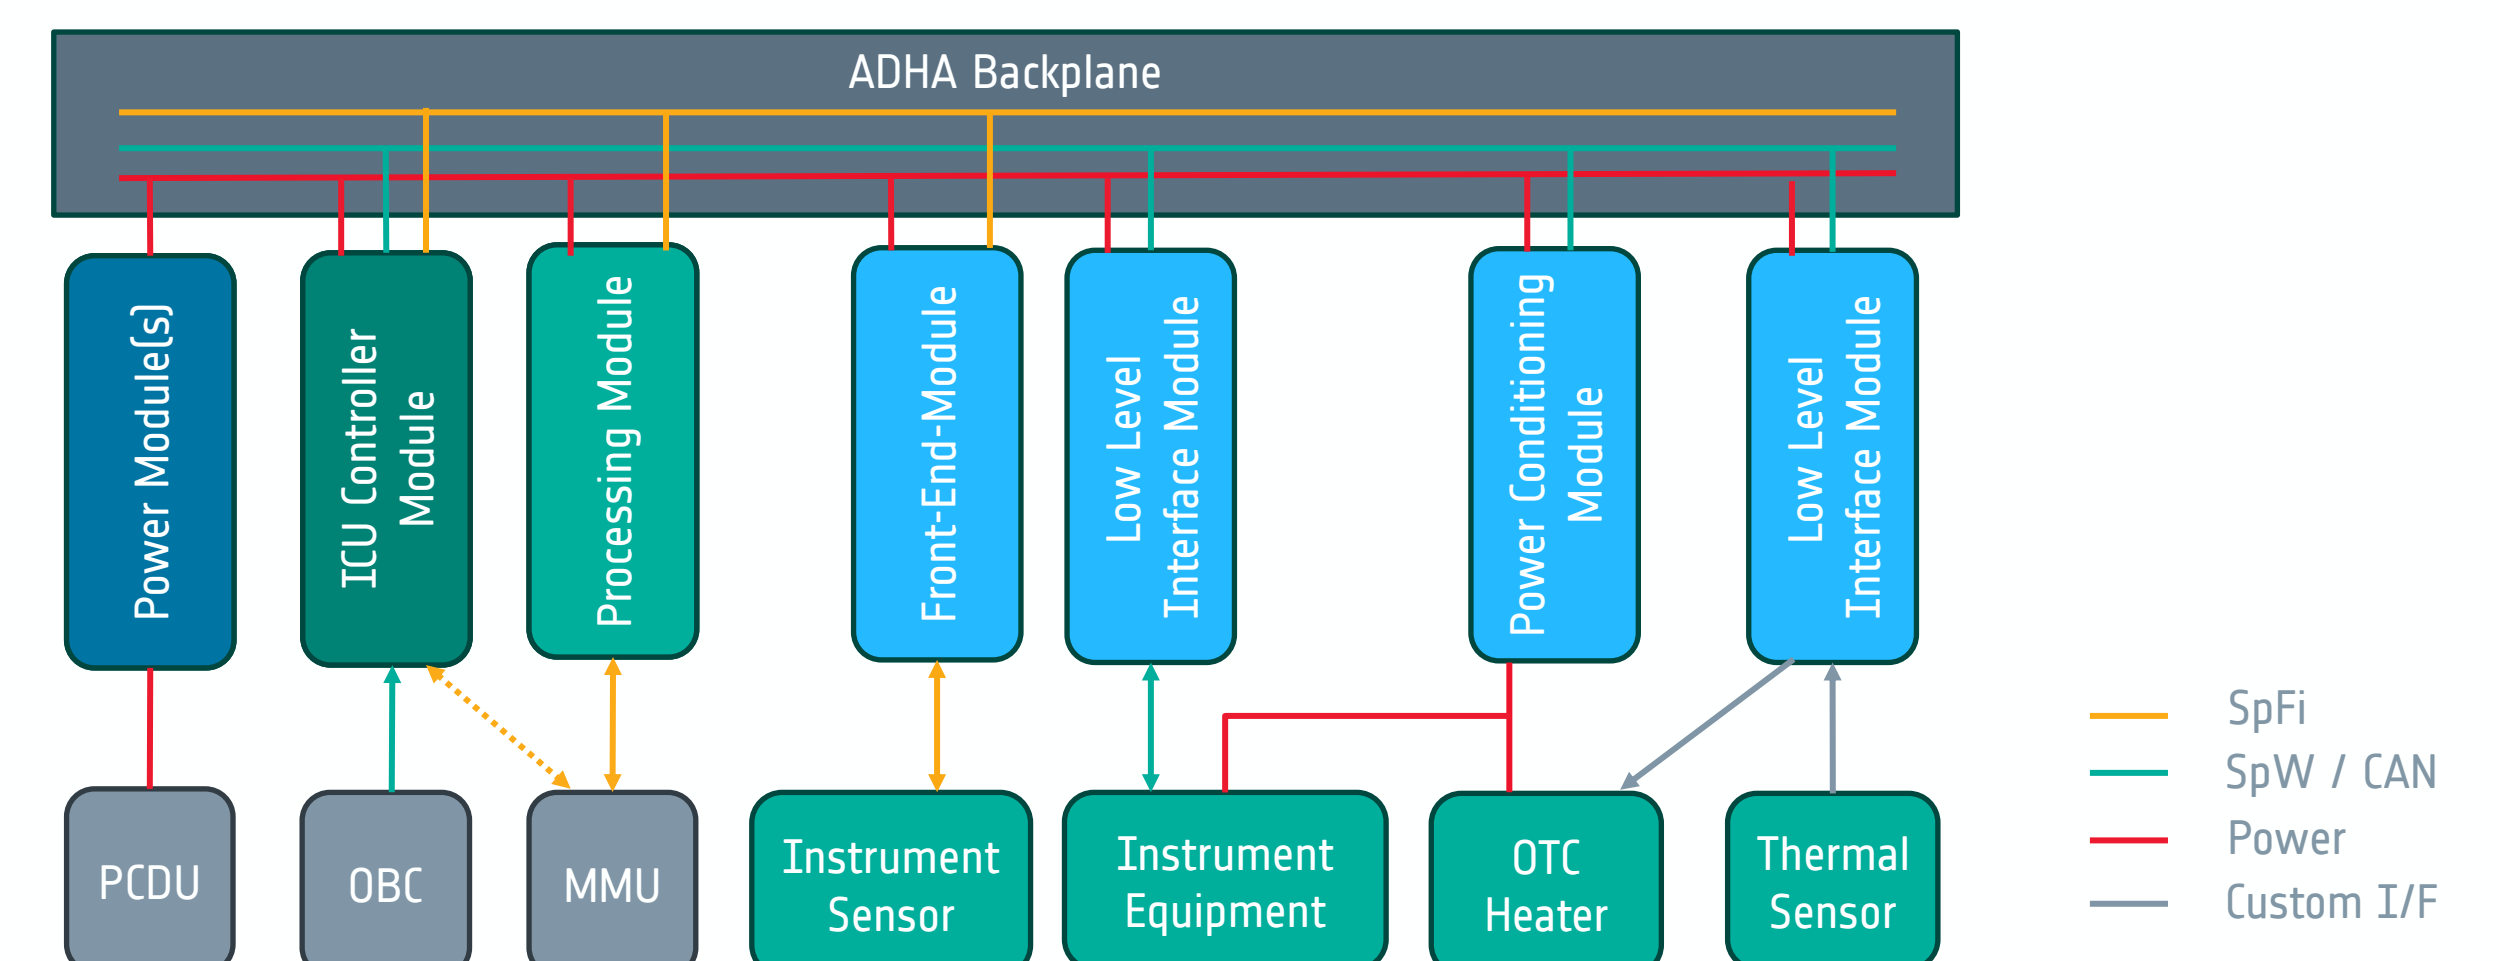 ADHA Backplane
Power Module(s)
ICU Controller
Module
Processing Module
Front-End-Module
Low Level
Interface Module
Power Conditioning
Module
Low Level
Interface Module
PCDU
OBC
MMU
Instrument
Sensor
Instrument
Equipment
OTC
Heater
Thermal
Sensor
SpFi
SpW / CAN
Power
Custom I/F